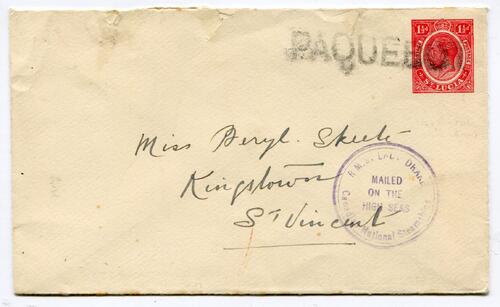 PAQUEBOT
1½d 1½d
ST LUCIA
Miss Beryl Skeete
Kingstown
St Vincent
R.M.S. LADY DRAKE
MAILED
ON THE
HIGH SEAS
Canadian National Steamships